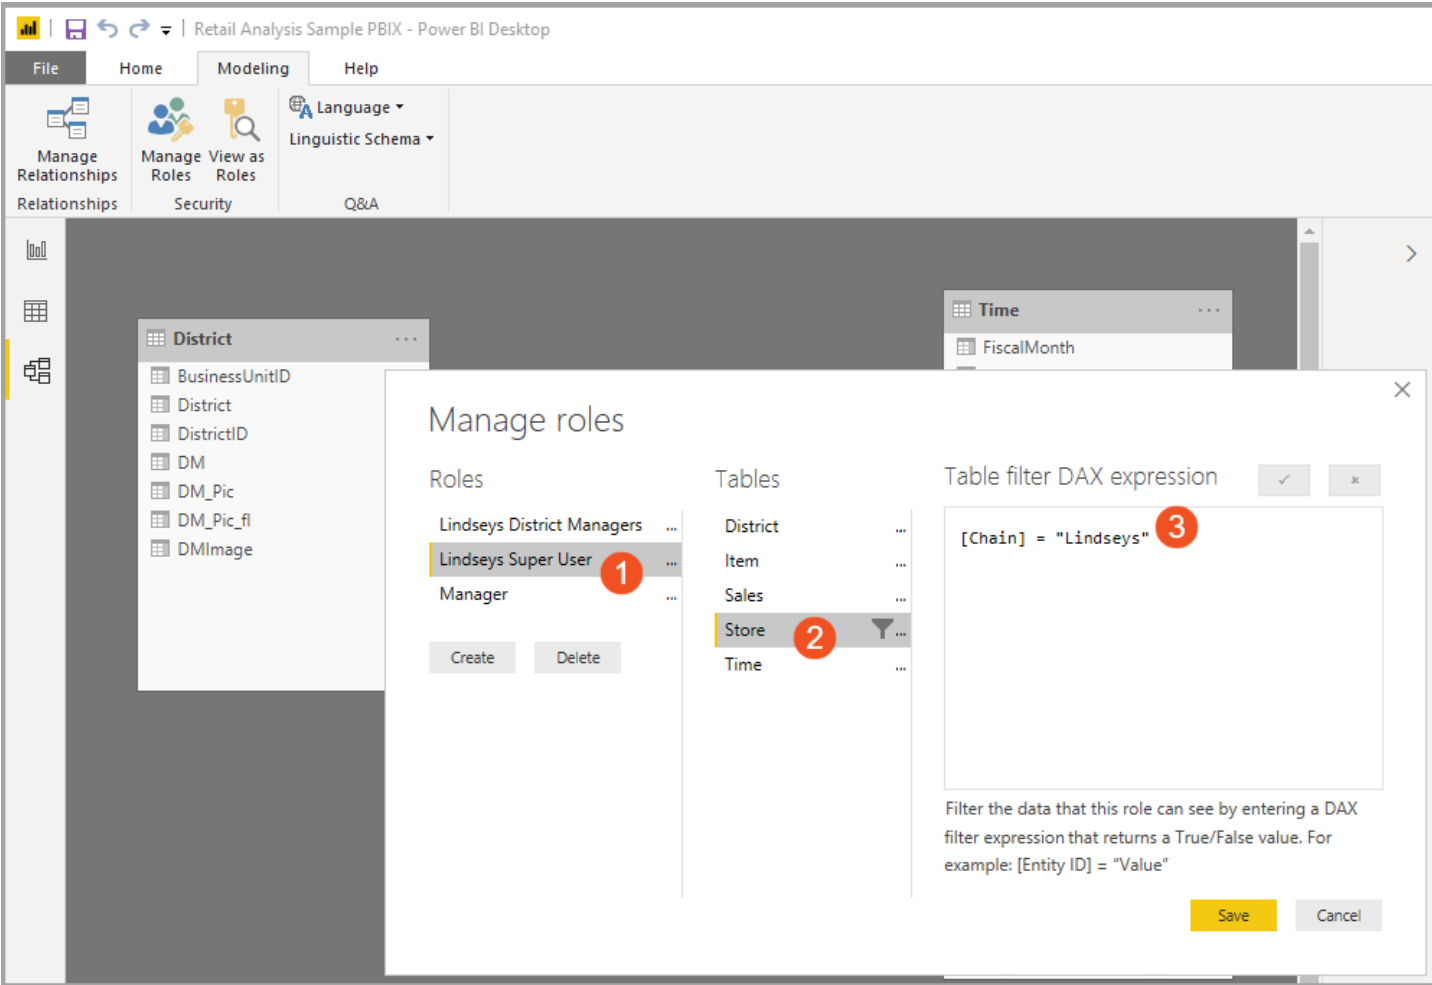 Retail Analysis Sample PBIX - Power BI Desktop
File Home Modeling Help
Manage Relationships
Manage Roles
View as Roles
Language
Linguistic Schema
Relationships Security Q&A
District ...
BusinessUnitID
District
DistrictID
DM
DM_Pic
DM_Pic_fl
DMImage
Time ...
FiscalMonth
Manage roles
Roles
Lindseys District Managers ...
Lindseys Super User ...
1
Manager ...
Create Delete
Tables
District ...
Item ...
Sales ...
Store ...
2
Time ...
Table filter DAX expression
[Chain] = "Lindseys"
3
Filter the data that this role can see by entering a DAX
filter expression that returns a True/False value. For
example: [Entity ID] = “Value”
Save Cancel